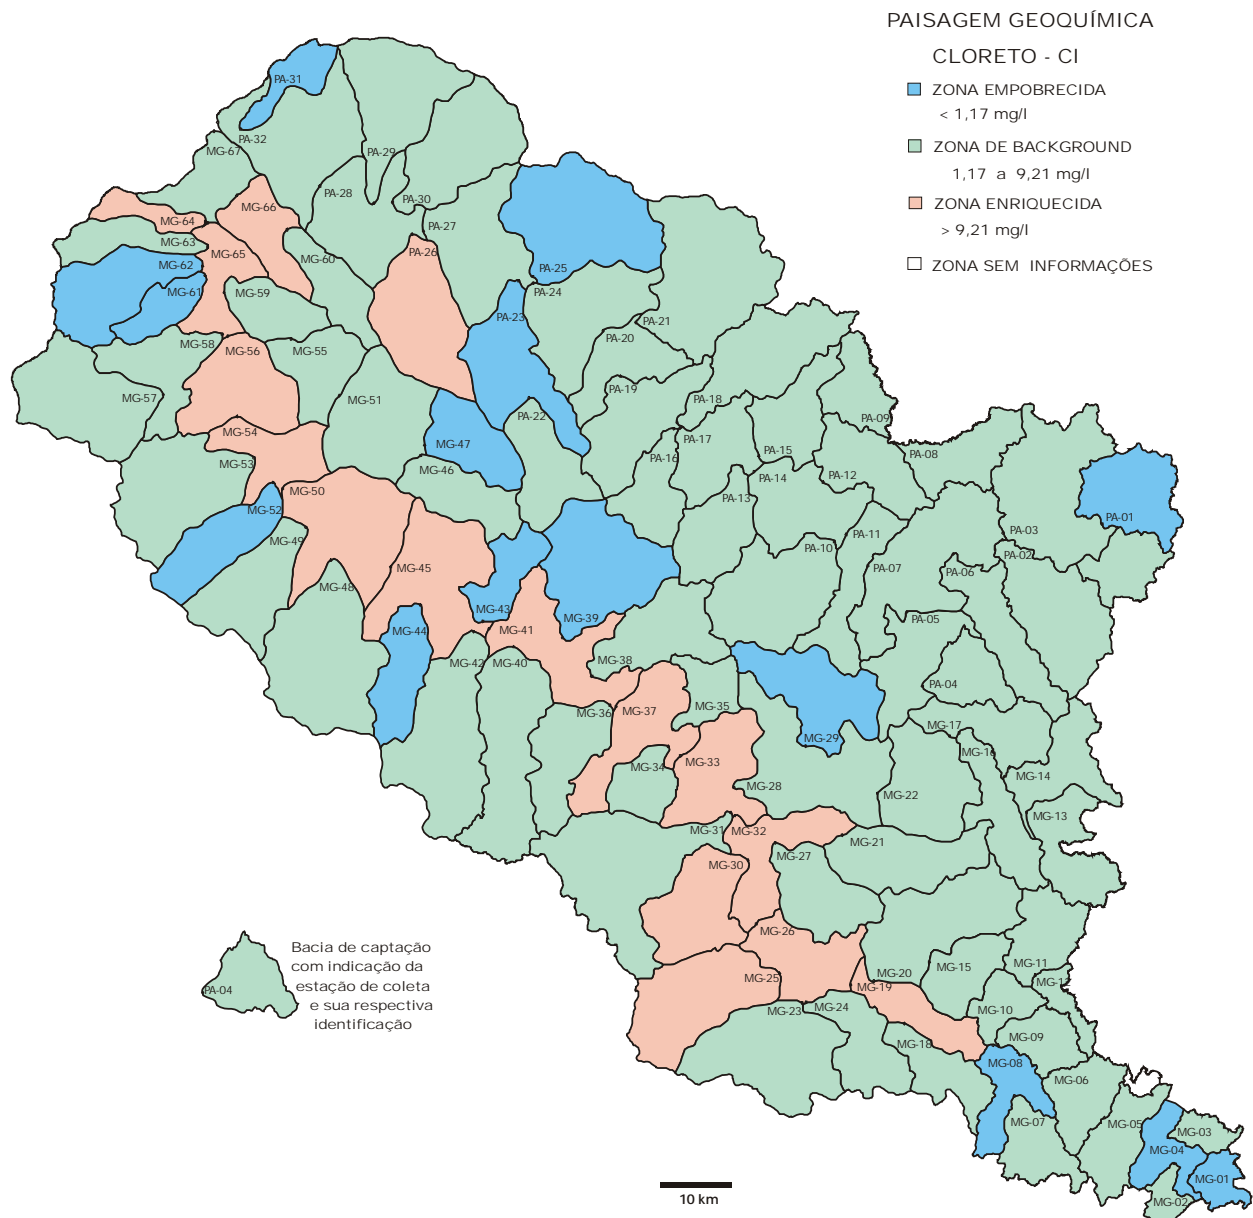 PAISAGEM GEOQUÍMICA
CLORETO - Cl
ZONA EMPOBRECIDA
< 1,17 mg/l
ZONA DE BACKGROUND
1,17 a 9,21 mg/l
ZONA ENRIQUECIDA
> 9,21 mg/l
ZONA SEM INFORMAÇÕES
PA-31
PA-32
MG-67
PA-29
PA-28
PA-30
MG-66
MG-64
PA-27
MG-63
MG-65
PA-26
MG-60
MG-62
PA-25
MG-61
MG-59
PA-24
PA-23
PA-21
PA-20
MG-58
MG-56
MG-55
PA-19
MG-57
MG-51
PA-18
PA-22
PA-09
MG-54
MG-47
PA-17
PA-15
PA-08
MG-53
MG-46
PA-16
PA-14
PA-12
MG-50
PA-13
MG-52
PA-01
MG-49
PA-11
PA-03
PA-10
PA-02
MG-45
PA-07
PA-06
MG-48
MG-43
MG-39
PA-05
MG-44
MG-41
MG-42
MG-40
MG-38
PA-04
MG-36
MG-37
MG-35
MG-17
MG-29
MG-16
MG-34
MG-33
MG-14
MG-28
MG-22
MG-13
MG-31
MG-32
MG-21
MG-30
MG-27
MG-26
MG-25
MG-20
MG-15
MG-11
MG-19
MG-23
MG-24
MG-10
MG-18
MG-09
MG-08
MG-06
MG-07
MG-05
MG-03
MG-04
MG-01
MG-02
PA-04
Bacia de captação
com indicação da
estação de coleta
e sua respectiva
identificação
10 km